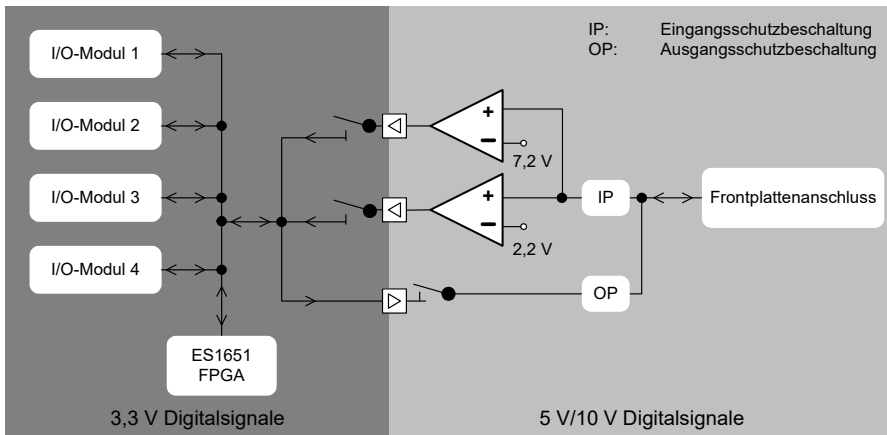 IP: Eingangsschutzbeschaltung
OP: Ausgangsschutzbeschaltung
I/O-Modul 1
I/O-Modul 2
I/O-Modul 3
I/O-Modul 4
ES1651
FPGA
+
−
7,2 V
+
−
2,2 V
IP
OP
Frontplattenanschluss
3,3 V Digitalsignale
5 V/10 V Digitalsignale